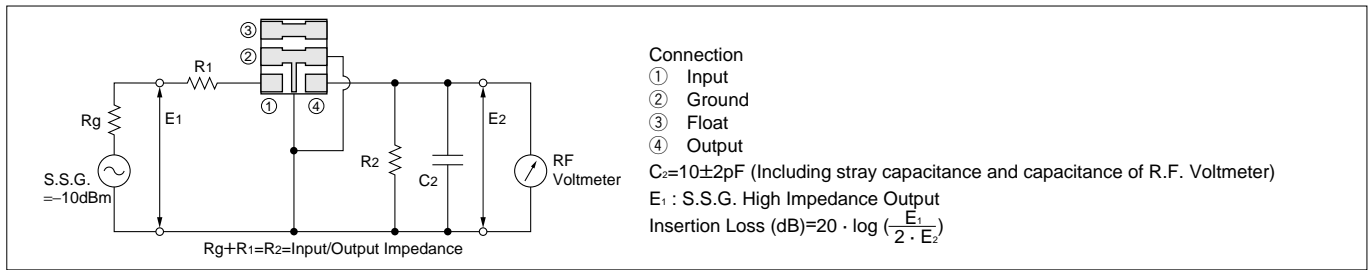 ③
②
R1
①
④
Rg
E1
E2
R2
C2
RF
Voltmeter
S.S.G.
=–10dBm
Rg+R1=R2=Input/Output Impedance
Connection
① Input
② Ground
③ Float
④ Output
C2=10±2pF (Including stray capacitance and capacitance of R.F. Voltmeter)
E1 : S.S.G. High Impedance Output
Insertion Loss (dB)=20 · log (E1 / 2 · E2)